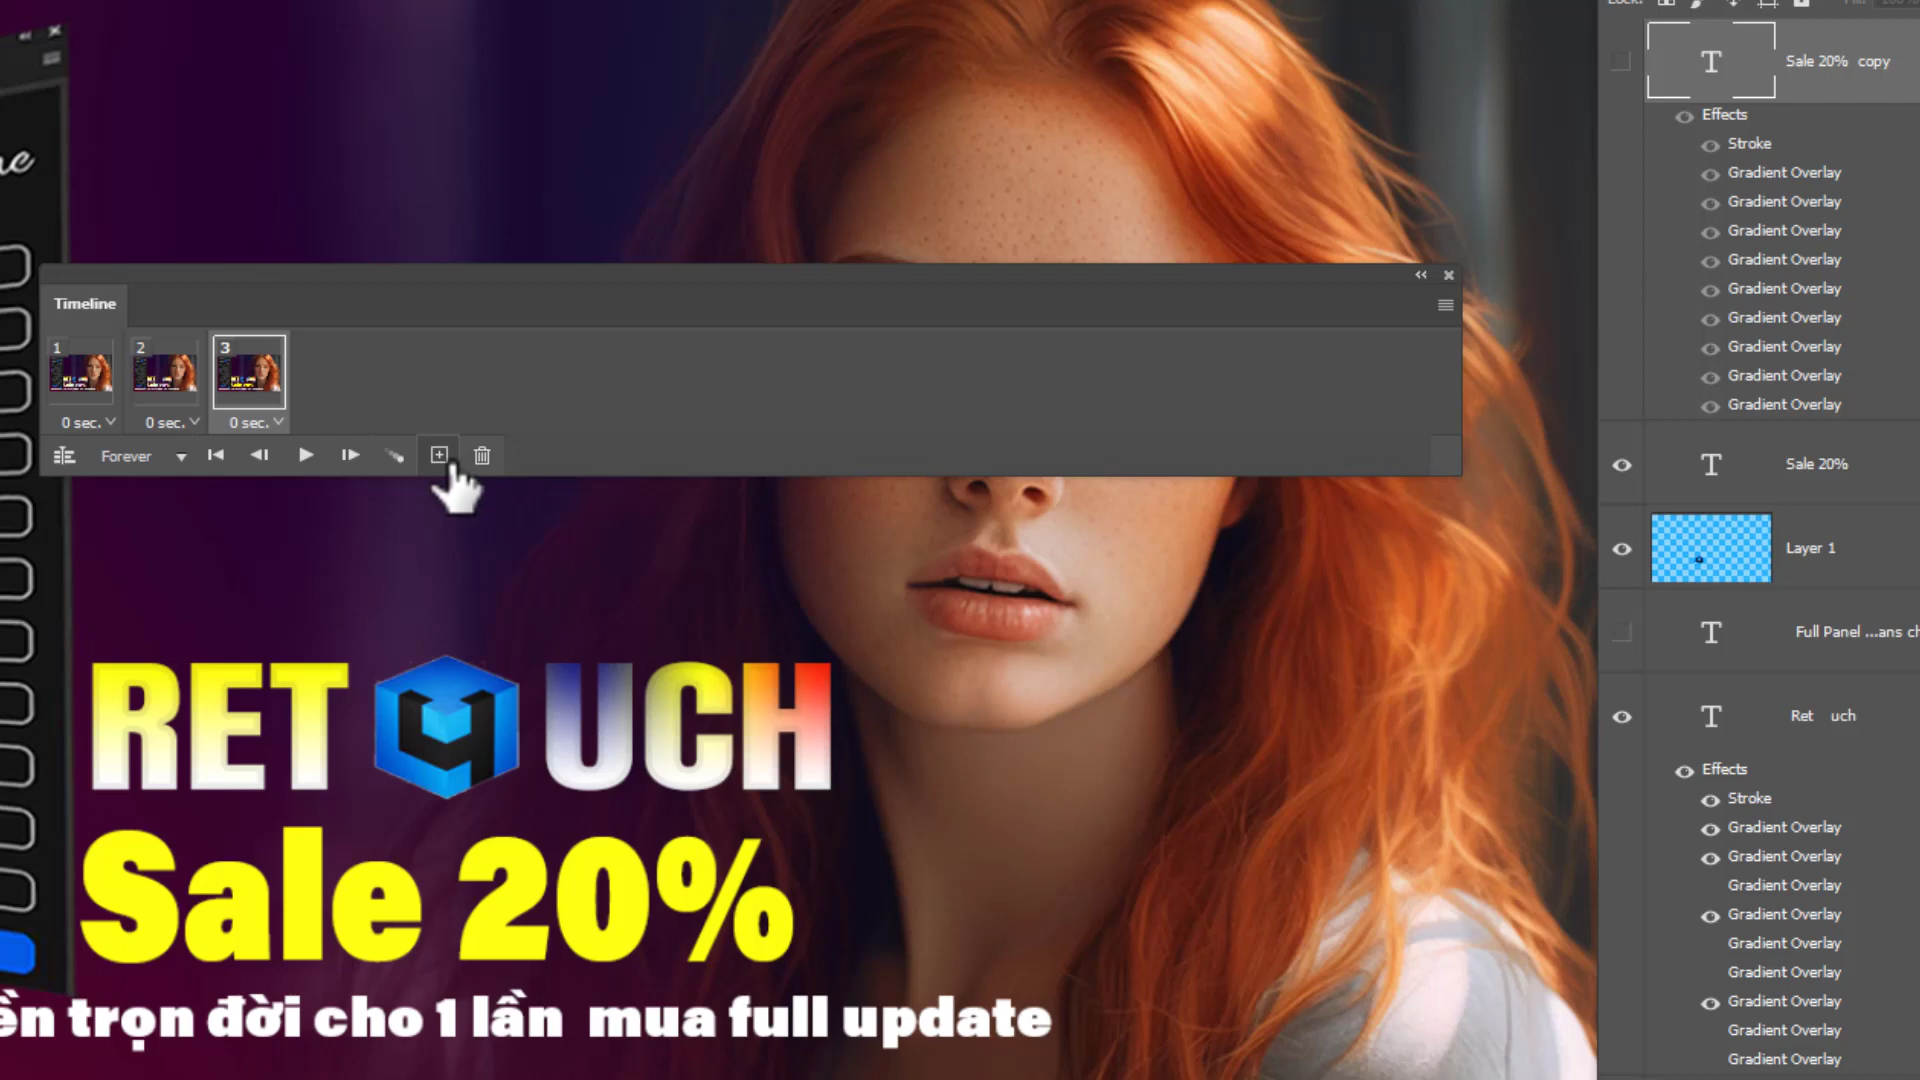 Sale 20% copy
Effects
Stroke
Gradient Overlay
Gradient Overlay
Gradient Overlay
Gradient Overlay
Gradient Overlay
Gradient Overlay
Gradient Overlay
Gradient Overlay
Gradient Overlay
Timeline
1 2 3
0 sec. 0 sec. 0 sec.
Forever
Sale 20%
Layer 1
Full Panel ...ans ch
Ret uch
Effects
Stroke
Gradient Overlay
Gradient Overlay
Gradient Overlay
Gradient Overlay
Gradient Overlay
Gradient Overlay
Gradient Overlay
Gradient Overlay
Gradient Overlay
RET UCH
Sale 20%
ền trọn đời cho 1 lần mua full update